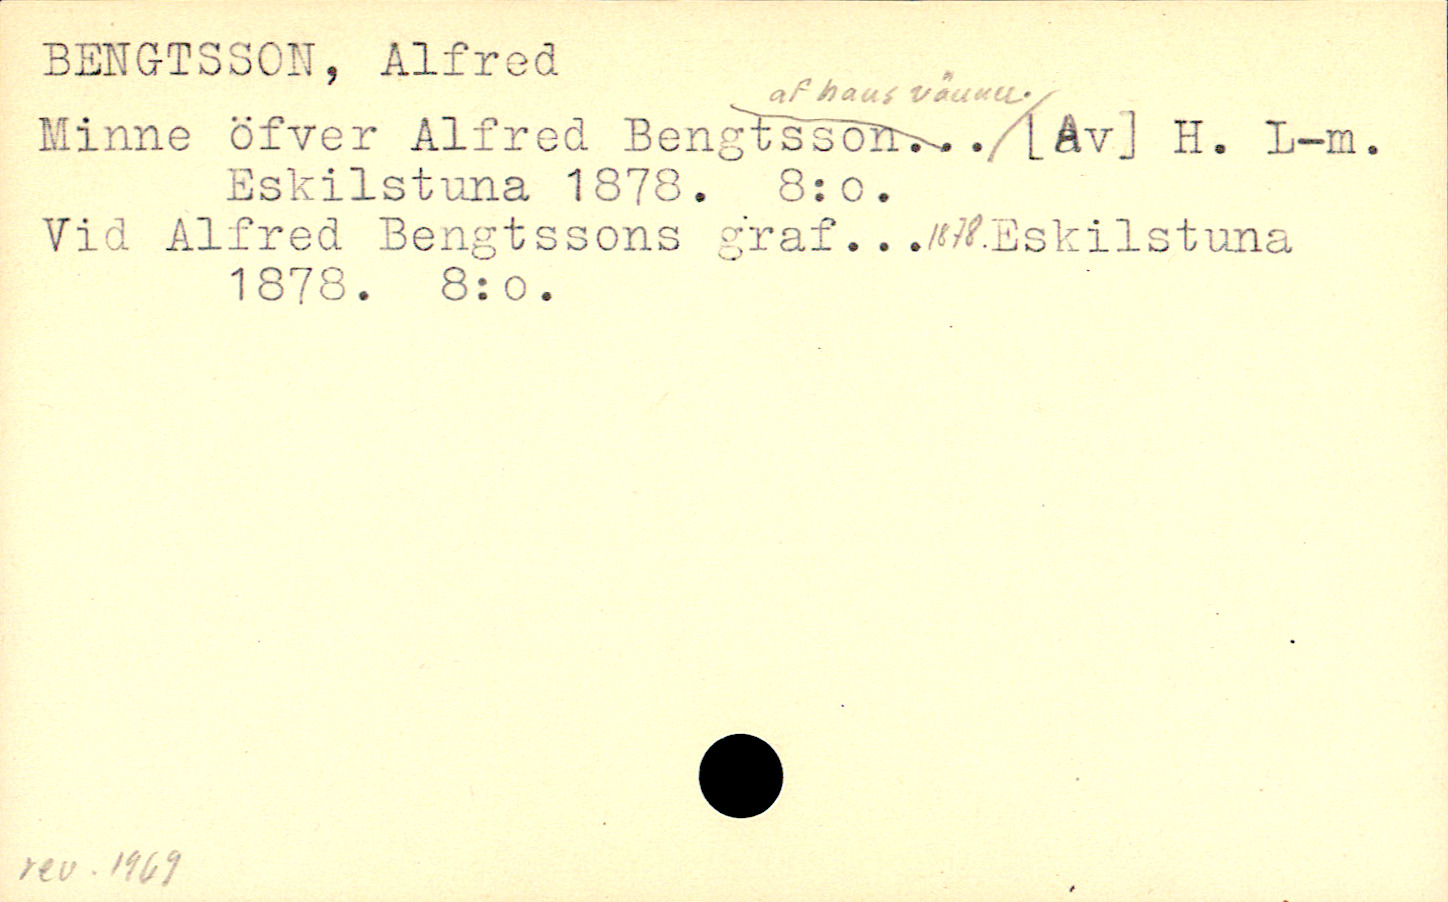 BENGTSSON, Alfred
af hans vänner.
Minne öfver Alfred Bengtsson.../[Av] H. L-m.
Eskilstuna 1878. 8:o.
Vid Alfred Bengtssons graf...1878.Eskilstuna
1878. 8:o.
rev. 1969